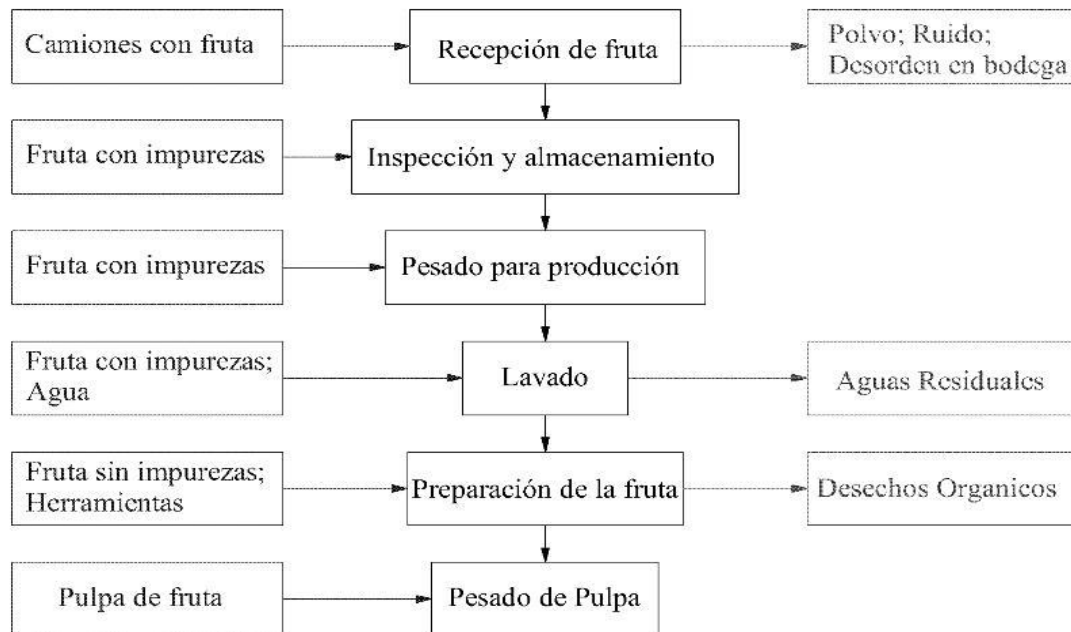 Camiones con fruta
Recepción de fruta
Polvo; Ruido;
Desorden en bodega
Fruta con impurezas
Inspección y almacenamiento
Fruta con impurezas
Pesado para producción
Fruta con impurezas;
Agua
Lavado
Aguas Residuales
Fruta sin impurezas;
Herramientas
Preparación de la fruta
Desechos Organicos
Pulpa de fruta
Pesado de Pulpa